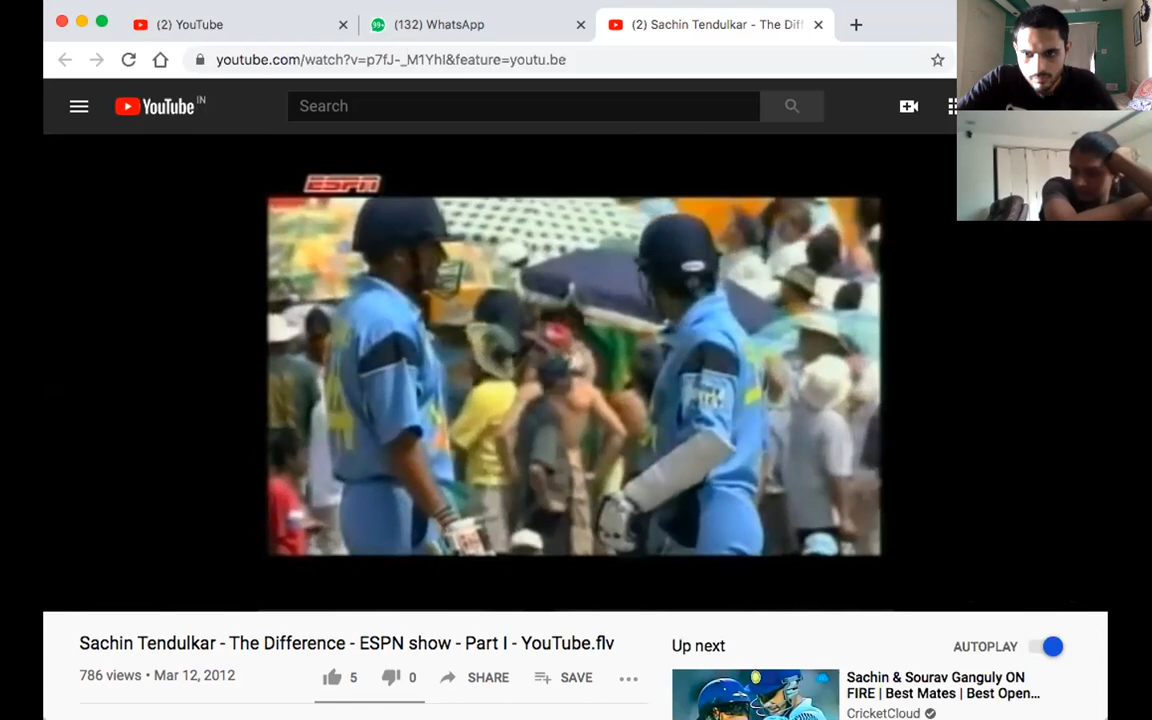 (2) YouTube
(132) WhatsApp
(2) Sachin Tendulkar - The Diff
youtube.com/watch?v=p7fJ-_M1YhI&feature=youtu.be
YouTube IN
Search
ESPN
Sachin Tendulkar - The Difference - ESPN show - Part I - YouTube.flv
786 views • Mar 12, 2012
5
0
SHARE
SAVE
Up next
AUTOPLAY
Sachin & Sourav Ganguly ON
FIRE | Best Mates | Best Open...
CricketCloud